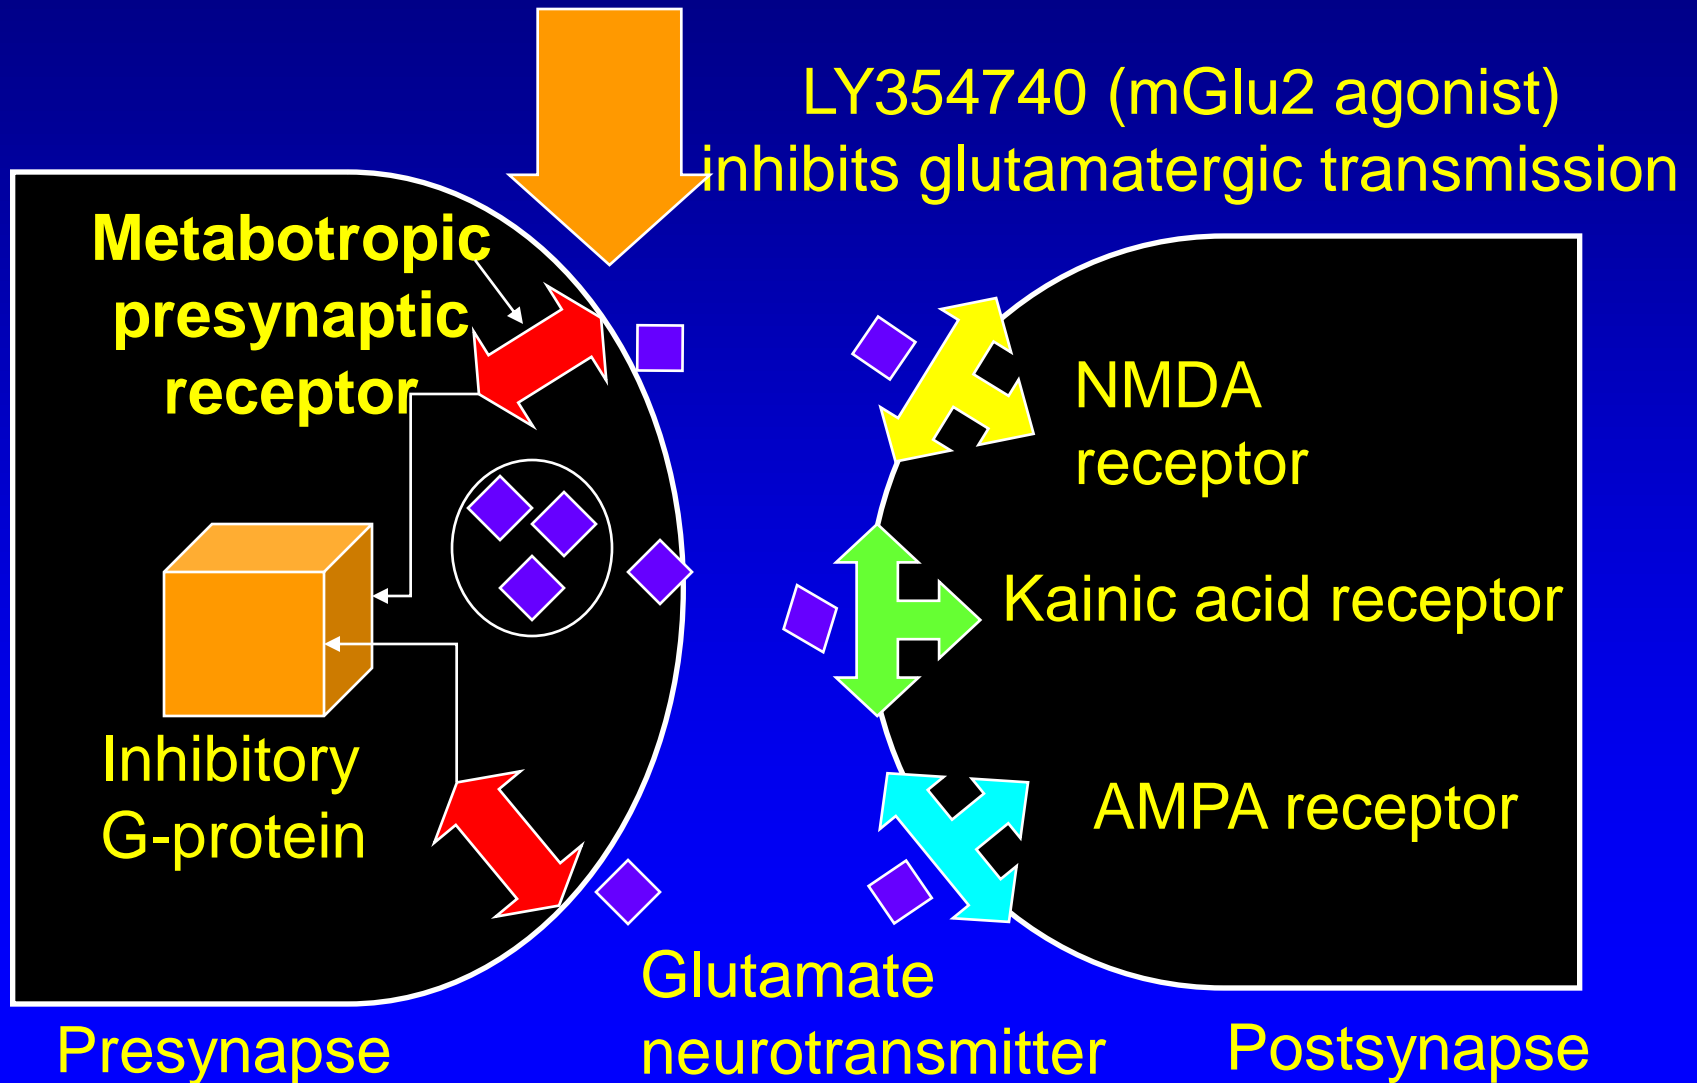 LY354740 (mGlu2 agonist)
inhibits glutamatergic transmission
Metabotropic
presynaptic
receptor
NMDA
receptor
Kainic acid receptor
Inhibitory
G-protein
AMPA receptor
Glutamate
neurotransmitter
Presynapse
Postsynapse